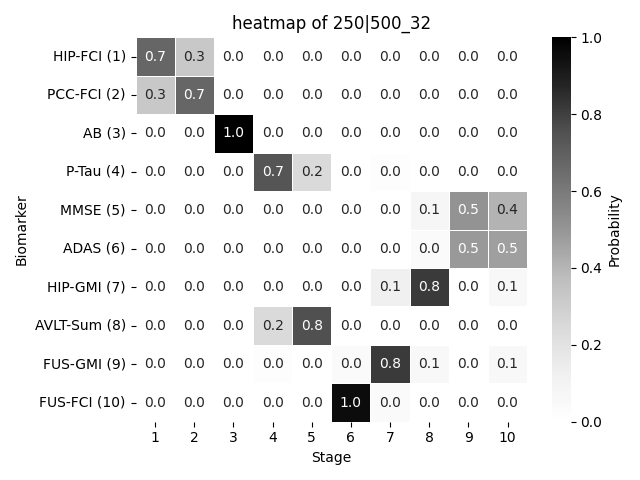 heatmap of 250|500_32
Biomarker
HIP-FCI (1) 0.7 0.3 0.0 0.0 0.0 0.0 0.0 0.0 0.0 0.0
PCC-FCI (2) 0.3 0.7 0.0 0.0 0.0 0.0 0.0 0.0 0.0 0.0
AB (3) 0.0 0.0 1.0 0.0 0.0 0.0 0.0 0.0 0.0 0.0
P-Tau (4) 0.0 0.0 0.0 0.7 0.2 0.0 0.0 0.0 0.0 0.0
MMSE (5) 0.0 0.0 0.0 0.0 0.0 0.0 0.0 0.1 0.5 0.4
ADAS (6) 0.0 0.0 0.0 0.0 0.0 0.0 0.0 0.0 0.5 0.5
HIP-GMI (7) 0.0 0.0 0.0 0.0 0.0 0.0 0.1 0.8 0.0 0.1
AVLT-Sum (8) 0.0 0.0 0.0 0.2 0.8 0.0 0.0 0.0 0.0 0.0
FUS-GMI (9) 0.0 0.0 0.0 0.0 0.0 0.0 0.8 0.1 0.0 0.1
FUS-FCI (10) 0.0 0.0 0.0 0.0 0.0 1.0 0.0 0.0 0.0 0.0
1 2 3 4 5 6 7 8 9 10
Stage
1.0
0.8
0.6
0.4
0.2
0.0
Probability